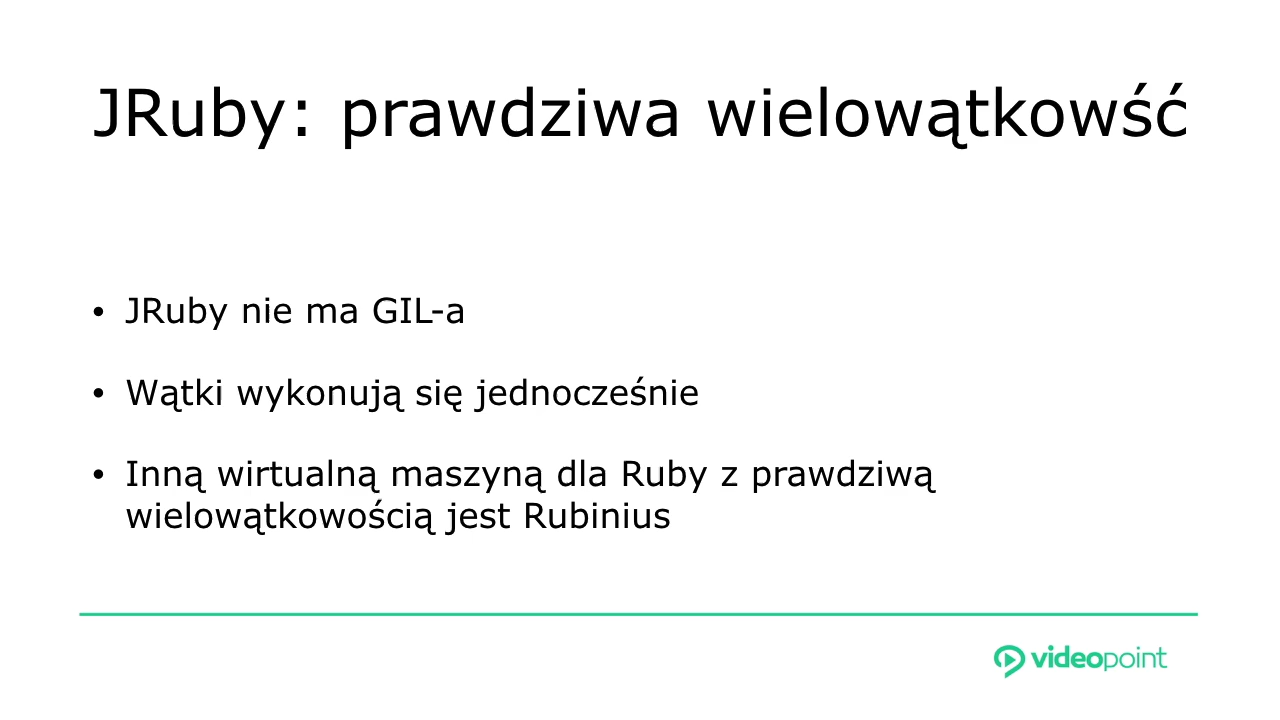 JRuby: prawdziwa wielowątkowść
• JRuby nie ma GIL-a
• Wątki wykonują się jednocześnie
• Inną wirtualną maszyną dla Ruby z prawdziwą
wielowątkowością jest Rubinius
videopoint